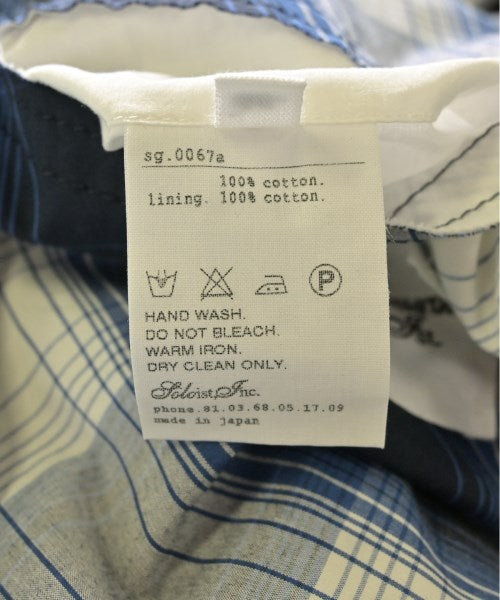 sg.0067a
100% cotton.
lining. 100% cotton.
P
HAND WASH.
DO NOT BLEACH.
WARM IRON.
DRY CLEAN ONLY.
Soloist, Inc.
phone.81.03.68.05.17.09
made in japan